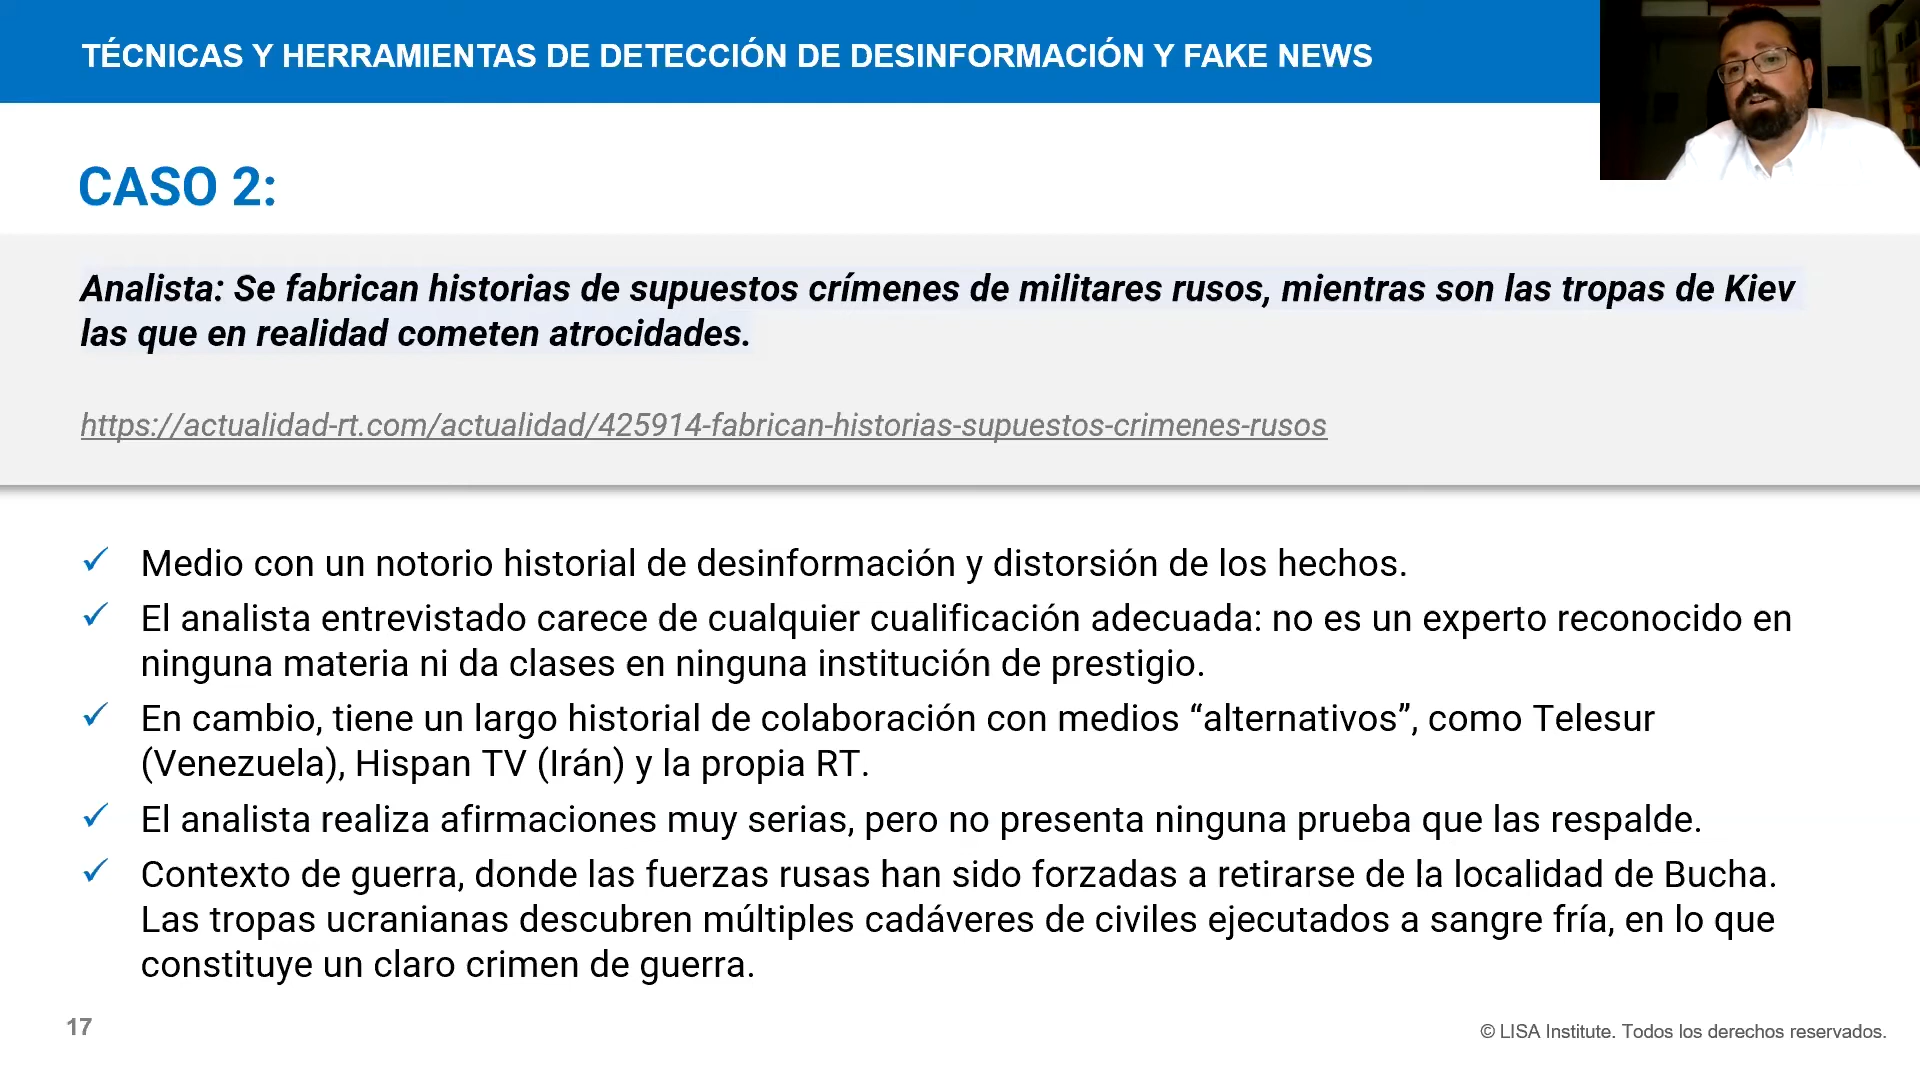 TÉCNICAS Y HERRAMIENTAS DE DETECCIÓN DE DESINFORMACIÓN Y FAKE NEWS
CASO 2:
Analista: Se fabrican historias de supuestos crímenes de militares rusos, mientras son las tropas de Kiev
las que en realidad cometen atrocidades.
https://actualidad-rt.com/actualidad/425914-fabrican-historias-supuestos-crimenes-rusos
✓ Medio con un notorio historial de desinformación y distorsión de los hechos.
✓ El analista entrevistado carece de cualquier cualificación adecuada: no es un experto reconocido en
ninguna materia ni da clases en ninguna institución de prestigio.
✓ En cambio, tiene un largo historial de colaboración con medios “alternativos”, como Telesur
(Venezuela), Hispan TV (Irán) y la propia RT.
✓ El analista realiza afirmaciones muy serias, pero no presenta ninguna prueba que las respalde.
✓ Contexto de guerra, donde las fuerzas rusas han sido forzadas a retirarse de la localidad de Bucha.
Las tropas ucranianas descubren múltiples cadáveres de civiles ejecutados a sangre fría, en lo que
constituye un claro crimen de guerra.
17
© LISA Institute. Todos los derechos reservados.